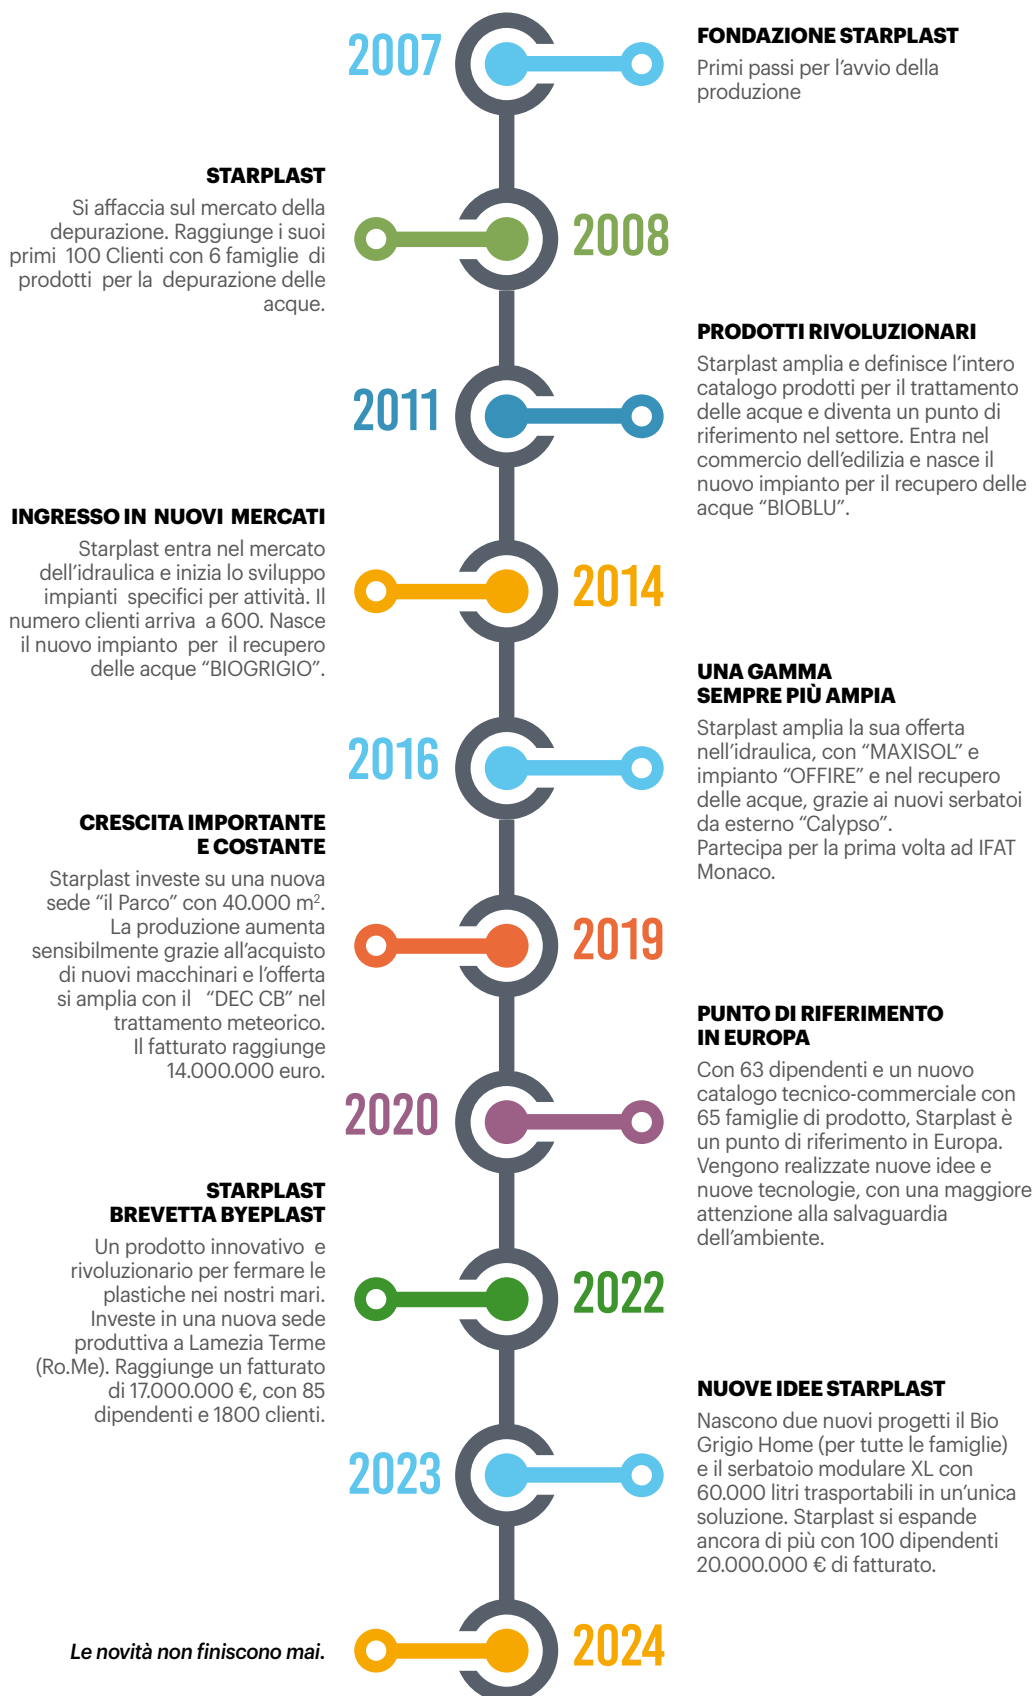 2007
FONDAZIONE STARPLAST
Primi passi per l’avvio della
produzione
STARPLAST
Si affaccia sul mercato della
depurazione. Raggiunge i suoi
primi 100 Clienti con 6 famiglie di
prodotti per la depurazione delle
acque.
2008
2011
PRODOTTI RIVOLUZIONARI
Starplast amplia e definisce l’intero
catalogo prodotti per il trattamento
delle acque e diventa un punto di
riferimento nel settore. Entra nel
commercio dell’edilizia e nasce il
nuovo impianto per il recupero delle
acque “BIOBLU”.
INGRESSO IN NUOVI MERCATI
Starplast entra nel mercato
dell’idraulica e inizia lo sviluppo
impianti specifici per attività. Il
numero clienti arriva a 600. Nasce
il nuovo impianto per il recupero
delle acque “BIOGRIGIO”.
2014
2016
UNA GAMMA
SEMPRE PIÙ AMPIA
Starplast amplia la sua offerta
nell’idraulica, con “MAXISOL” e
impianto “OFFIRE” e nel recupero
delle acque, grazie ai nuovi serbatoi
da esterno “Calypso”.
Partecipa per la prima volta ad IFAT
Monaco.
CRESCITA IMPORTANTE
E COSTANTE
Starplast investe su una nuova
sede “il Parco” con 40.000 m².
La produzione aumenta
sensibilmente grazie all’acquisto
di nuovi macchinari e l’offerta
si amplia con il “DEC CB” nel
trattamento meteorico.
Il fatturato raggiunge
14.000.000 euro.
2019
2020
PUNTO DI RIFERIMENTO
IN EUROPA
Con 63 dipendenti e un nuovo
catalogo tecnico-commerciale con
65 famiglie di prodotto, Starplast è
un punto di riferimento in Europa.
Vengono realizzate nuove idee e
nuove tecnologie, con una maggiore
attenzione alla salvaguardia
dell’ambiente.
STARPLAST
BREVETTA BYEPLAST
Un prodotto innovativo e
rivoluzionario per fermare le
plastiche nei nostri mari.
Investe in una nuova sede
produttiva a Lamezia Terme
(Ro.Me). Raggiunge un fatturato
di 17.000.000 €, con 85
dipendenti e 1800 clienti.
2022
2023
NUOVE IDEE STARPLAST
Nascono due nuovi progetti il Bio
Grigio Home (per tutte le famiglie)
e il serbatoio modulare XL con
60.000 litri trasportabili in un’unica
soluzione. Starplast si espande
ancora di più con 100 dipendenti
20.000.000 € di fatturato.
Le novità non finiscono mai.
2024